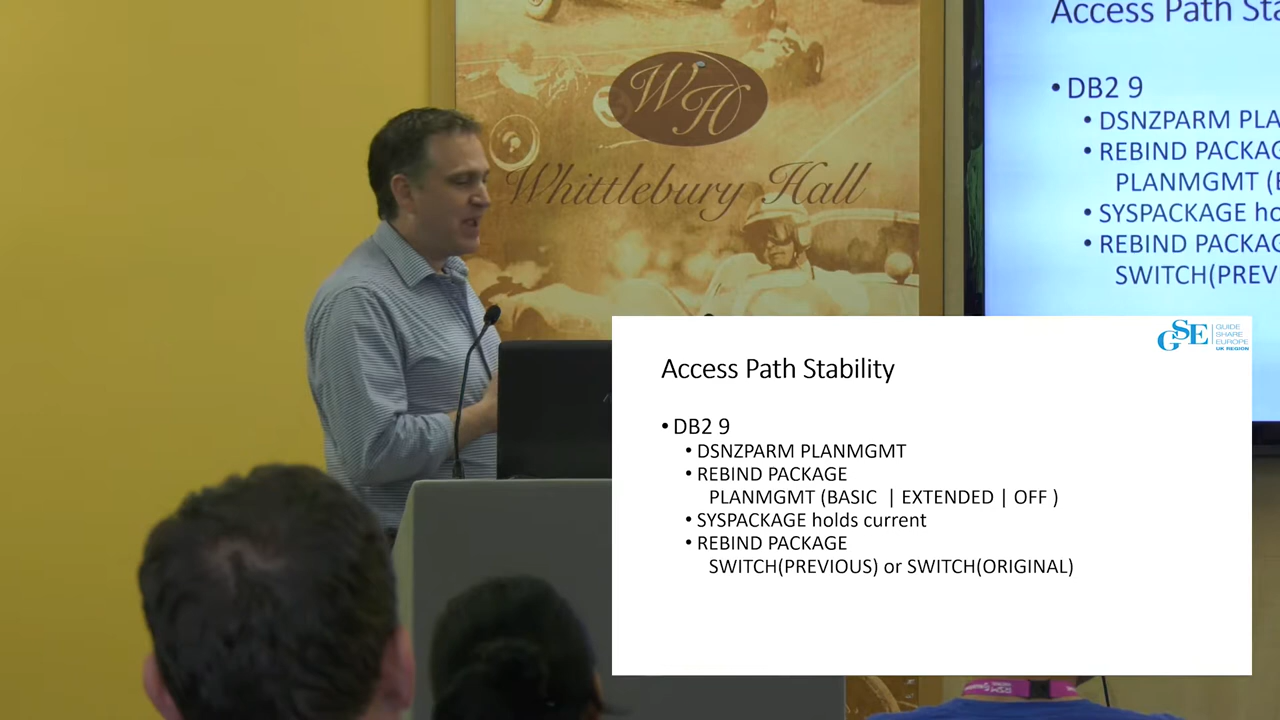 WH
Whittlebury Hall
Access Path Sta
• DB2 9
• DSNZPARM PLA
• REBIND PACKAG
PLANMGMT (
• SYSPACKAGE ho
• REBIND PACKAG
SWITCH(PREV
GSE
GUIDE
SHARE
EUROPE
UK REGION
Access Path Stability
• DB2 9
• DSNZPARM PLANMGMT
• REBIND PACKAGE
PLANMGMT (BASIC | EXTENDED | OFF )
• SYSPACKAGE holds current
• REBIND PACKAGE
SWITCH(PREVIOUS) or SWITCH(ORIGINAL)